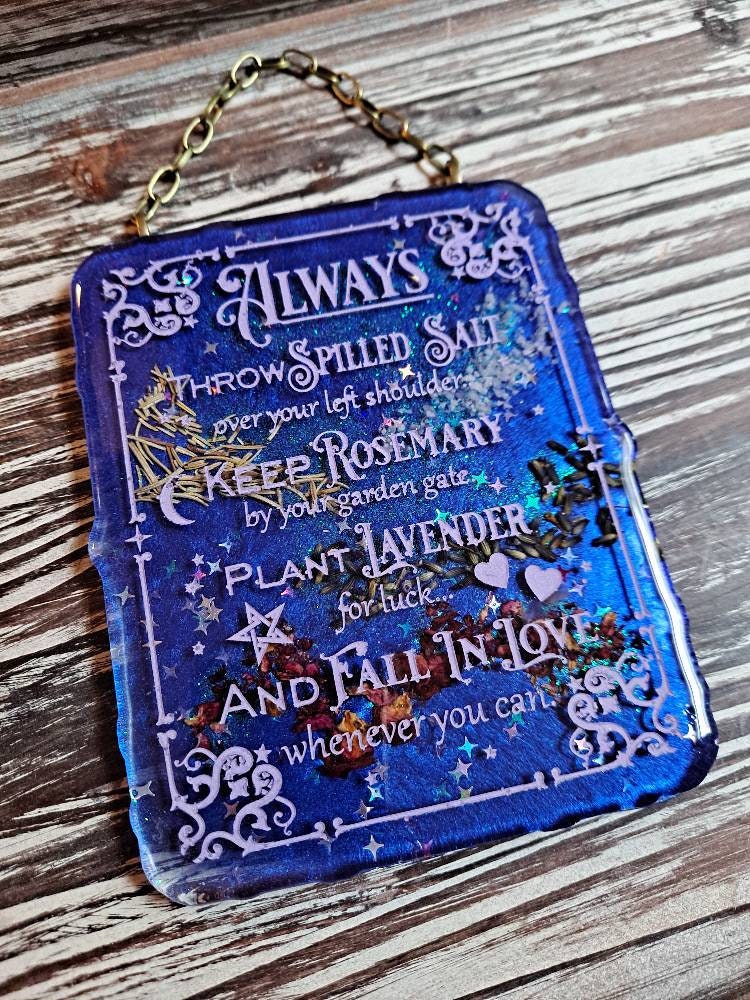 ALWAYS
THROW SPILLED SALT
over your left shoulder.
KEEP ROSEMARY
by your garden gate.
PLANT LAVENDER
for luck...
AND FALL IN LOVE
whenever you can.